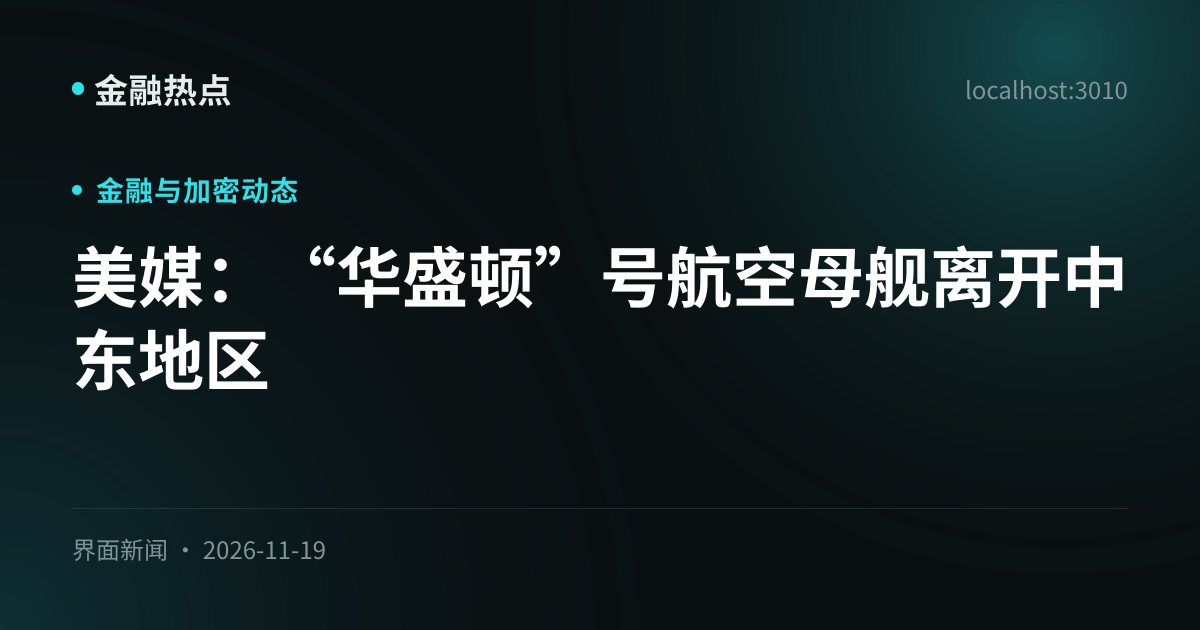 金融热点
localhost:3010
金融与加密动态
美媒：“华盛顿”号航空母舰离开中
东地区
界面新闻 • 2026-11-19